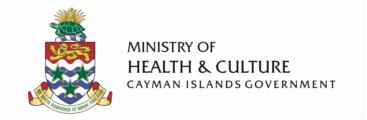 MINISTRY OF
HEALTH & CULTURE
CAYMAN ISLANDS GOVERNMENT